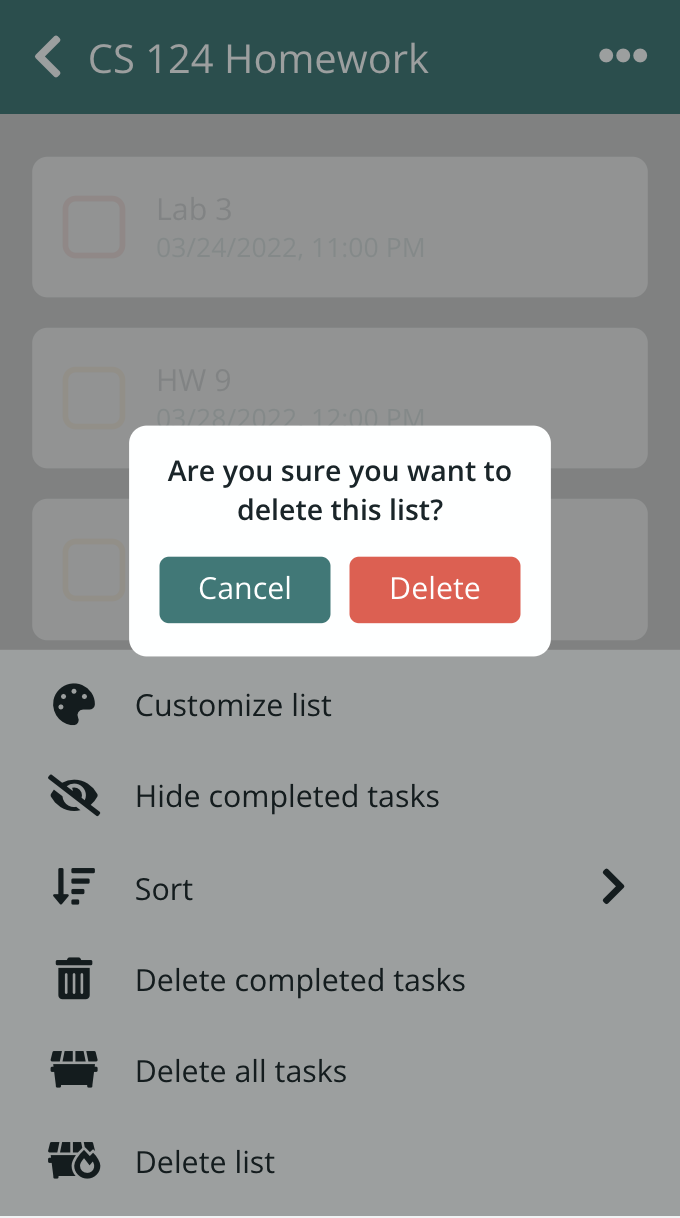 CS 124 Homework
Lab 3
03/24/2022, 11:00 PM
HW 9
03/28/2022, 12:00 PM
Are you sure you want to
delete this list?
Cancel
Delete
Customize list
Hide completed tasks
Sort
Delete completed tasks
Delete all tasks
Delete list